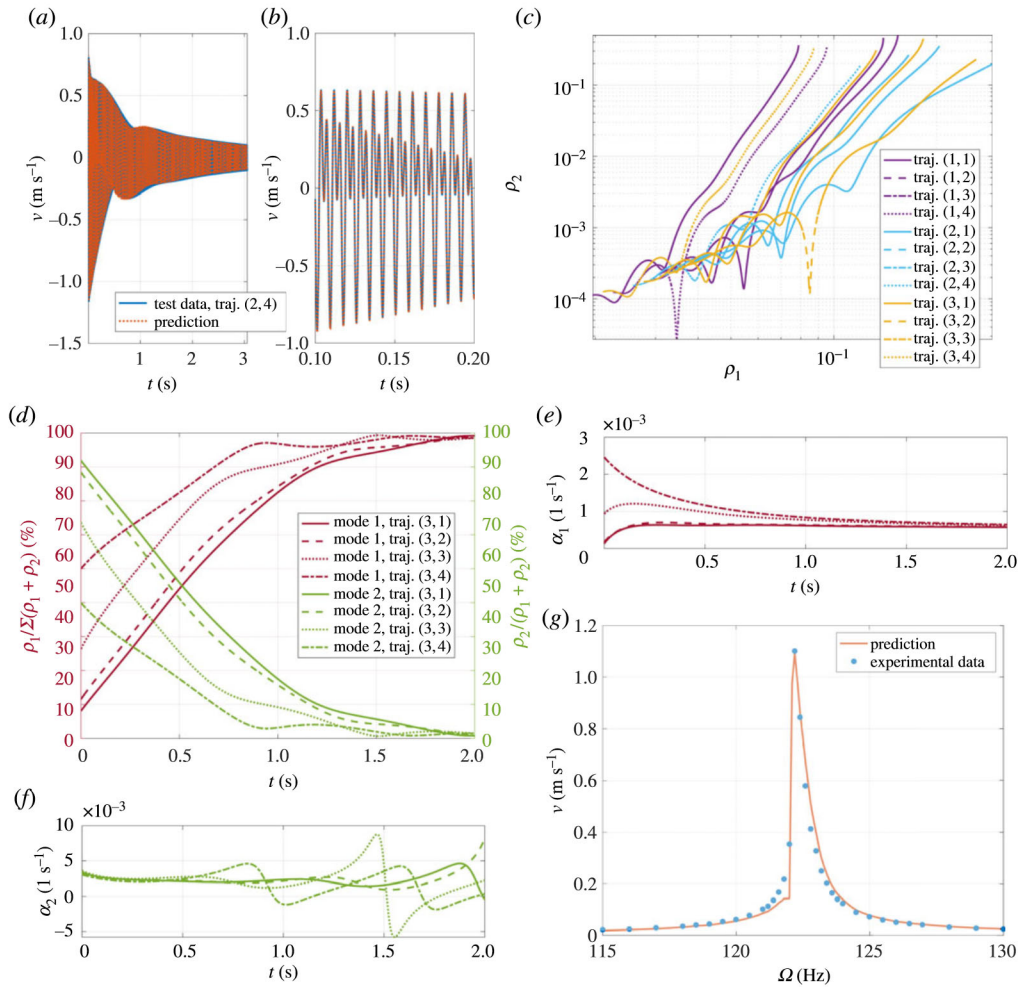 (a)
1.0
0.5
0
−0.5
−1.0
−1.5
v (m s⁻¹)
test data, traj. (2,4)
prediction
1
2
3
t (s)
(b)
1.0
0.5
0
−0.5
−1.0
v (m s⁻¹)
0.10
0.15
0.20
t (s)
(c)
10⁻¹
10⁻²
10⁻³
10⁻⁴
ρ₂
traj. (1,1)
traj. (1,2)
traj. (1,3)
traj. (1,4)
traj. (2,1)
traj. (2,2)
traj. (2,3)
traj. (2,4)
traj. (3,1)
traj. (3,2)
traj. (3,3)
traj. (3,4)
10⁻¹
ρ₁
(d)
100
90
80
70
60
50
40
30
20
10
0
ρ₁/Σ(ρ₁ + ρ₂) (%)
mode 1, traj. (3,1)
mode 1, traj. (3,2)
mode 1, traj. (3,3)
mode 1, traj. (3,4)
mode 2, traj. (3,1)
mode 2, traj. (3,2)
mode 2, traj. (3,3)
mode 2, traj. (3,4)
100
90
80
70
60
50
40
30
20
10
0
ρ₂/(ρ₁ + ρ₂) (%)
0
0.5
1.0
1.5
2.0
t (s)
(e)
×10⁻³
3
2
1
0
α₁ (1 s⁻¹)
0.5
1.0
1.5
2.0
t (s)
(f)
×10⁻³
10
5
0
−5
α₂ (1 s⁻¹)
0
0.5
1.0
1.5
2.0
t (s)
(g)
1.2
1.0
0.8
0.6
0.4
0.2
0
v (m s⁻¹)
prediction
experimental data
115
120
125
130
Ω (Hz)